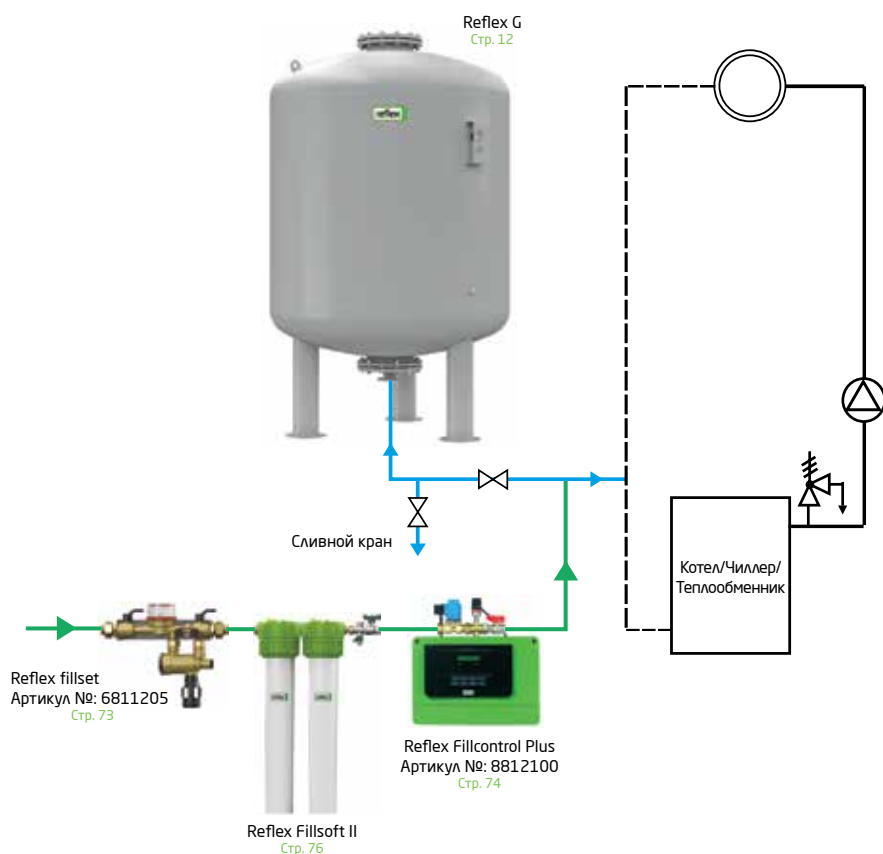 Reflex G
Стр. 12
reflex
Сливной кран
Котел/Чиллер/
Теплообменник
Reflex fillset
Артикул №: 6811205
Стр. 73
Reflex Fillcontrol Plus
Артикул №: 8812100
Стр. 74
Reflex Fillsoft II
Стр. 76